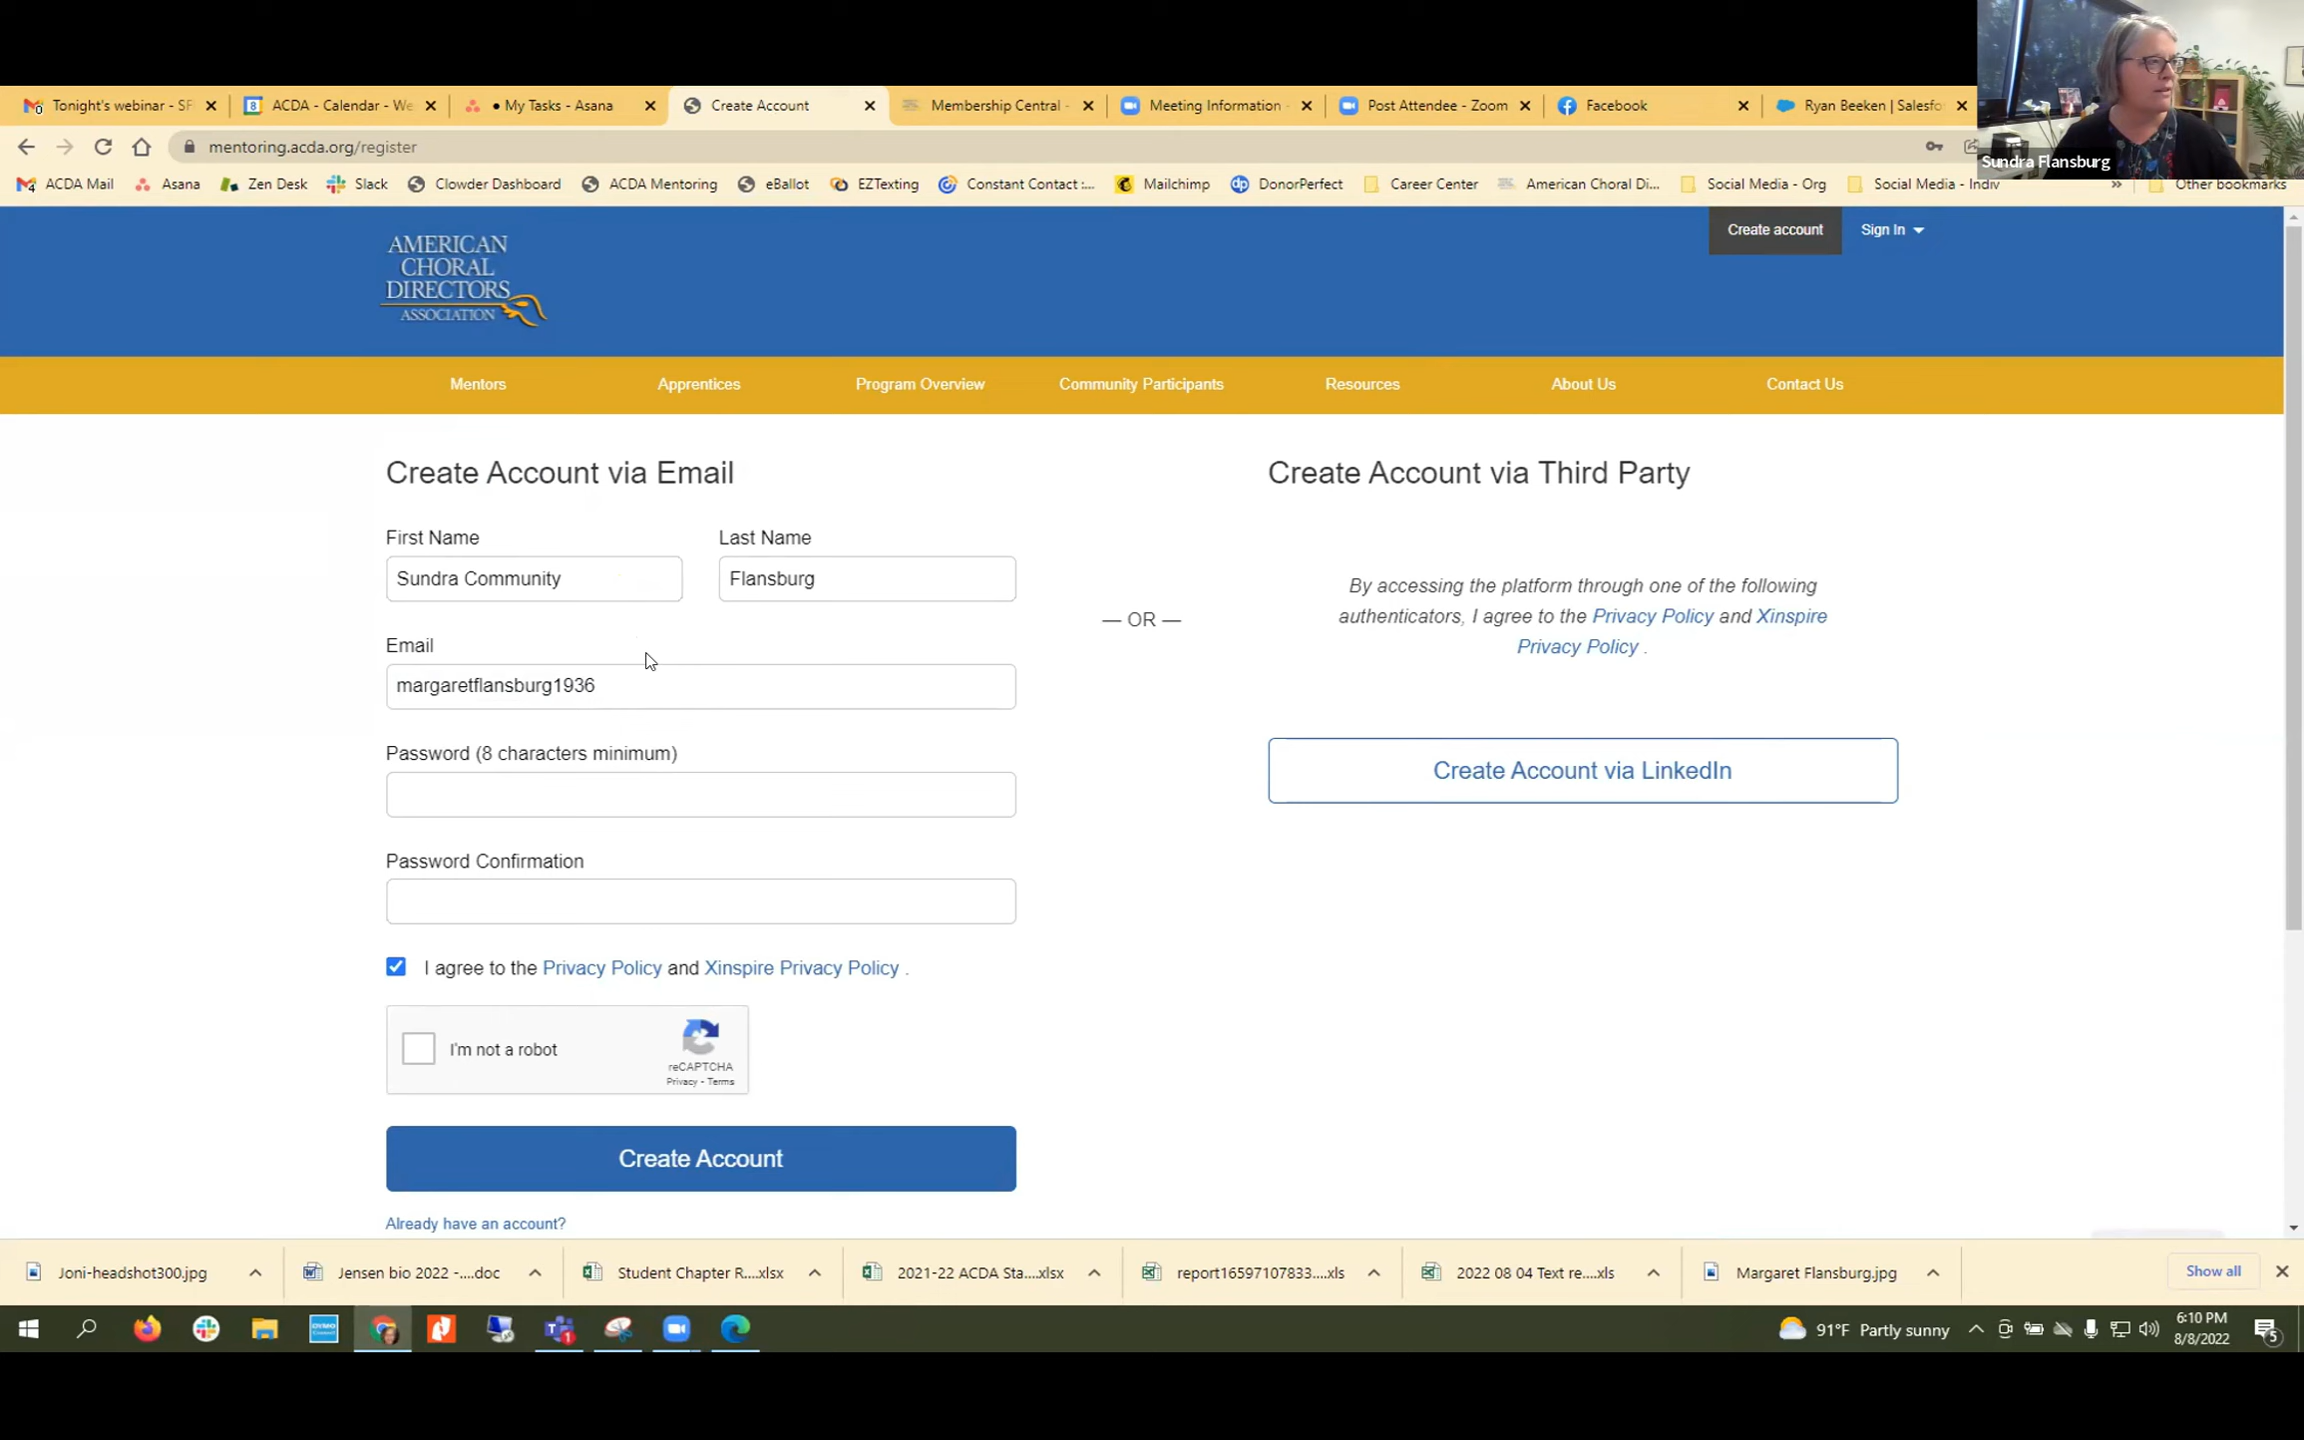 Tonight's webinar - SF
ACDA - Calendar - We
• My Tasks - Asana
Create Account
Membership Central -
Meeting Information -
Post Attendee - Zoom
Facebook
Ryan Beeken | Salesfo
mentoring.acda.org/register
Sundra Flansburg
ACDA Mail
Asana
Zen Desk
Slack
Clowder Dashboard
ACDA Mentoring
eBallot
EZTexting
Constant Contact :...
Mailchimp
DonorPerfect
Career Center
American Choral Di...
Social Media - Org
Social Media - Indiv
»
Other bookmarks
Create account
Sign In
AMERICAN
CHORAL
DIRECTORS
ASSOCIATION
Mentors
Apprentices
Program Overview
Community Participants
Resources
About Us
Contact Us
Create Account via Email
First Name
Last Name
Sundra Community
Flansburg
Email
margaretflansburg1936
Password (8 characters minimum)
Password Confirmation
I agree to the Privacy Policy and Xinspire Privacy Policy .
I'm not a robot
reCAPTCHA
Privacy - Terms
Create Account
Already have an account?
— OR —
Create Account via Third Party
By accessing the platform through one of the following
authenticators, I agree to the Privacy Policy and Xinspire
Privacy Policy .
Create Account via LinkedIn
Joni-headshot300.jpg
Jensen bio 2022 -....doc
Student Chapter R....xlsx
2021-22 ACDA Sta....xlsx
report16597107833....xls
2022 08 04 Text re....xls
Margaret Flansburg.jpg
Show all
91°F Partly sunny
6:10 PM
8/8/2022
5